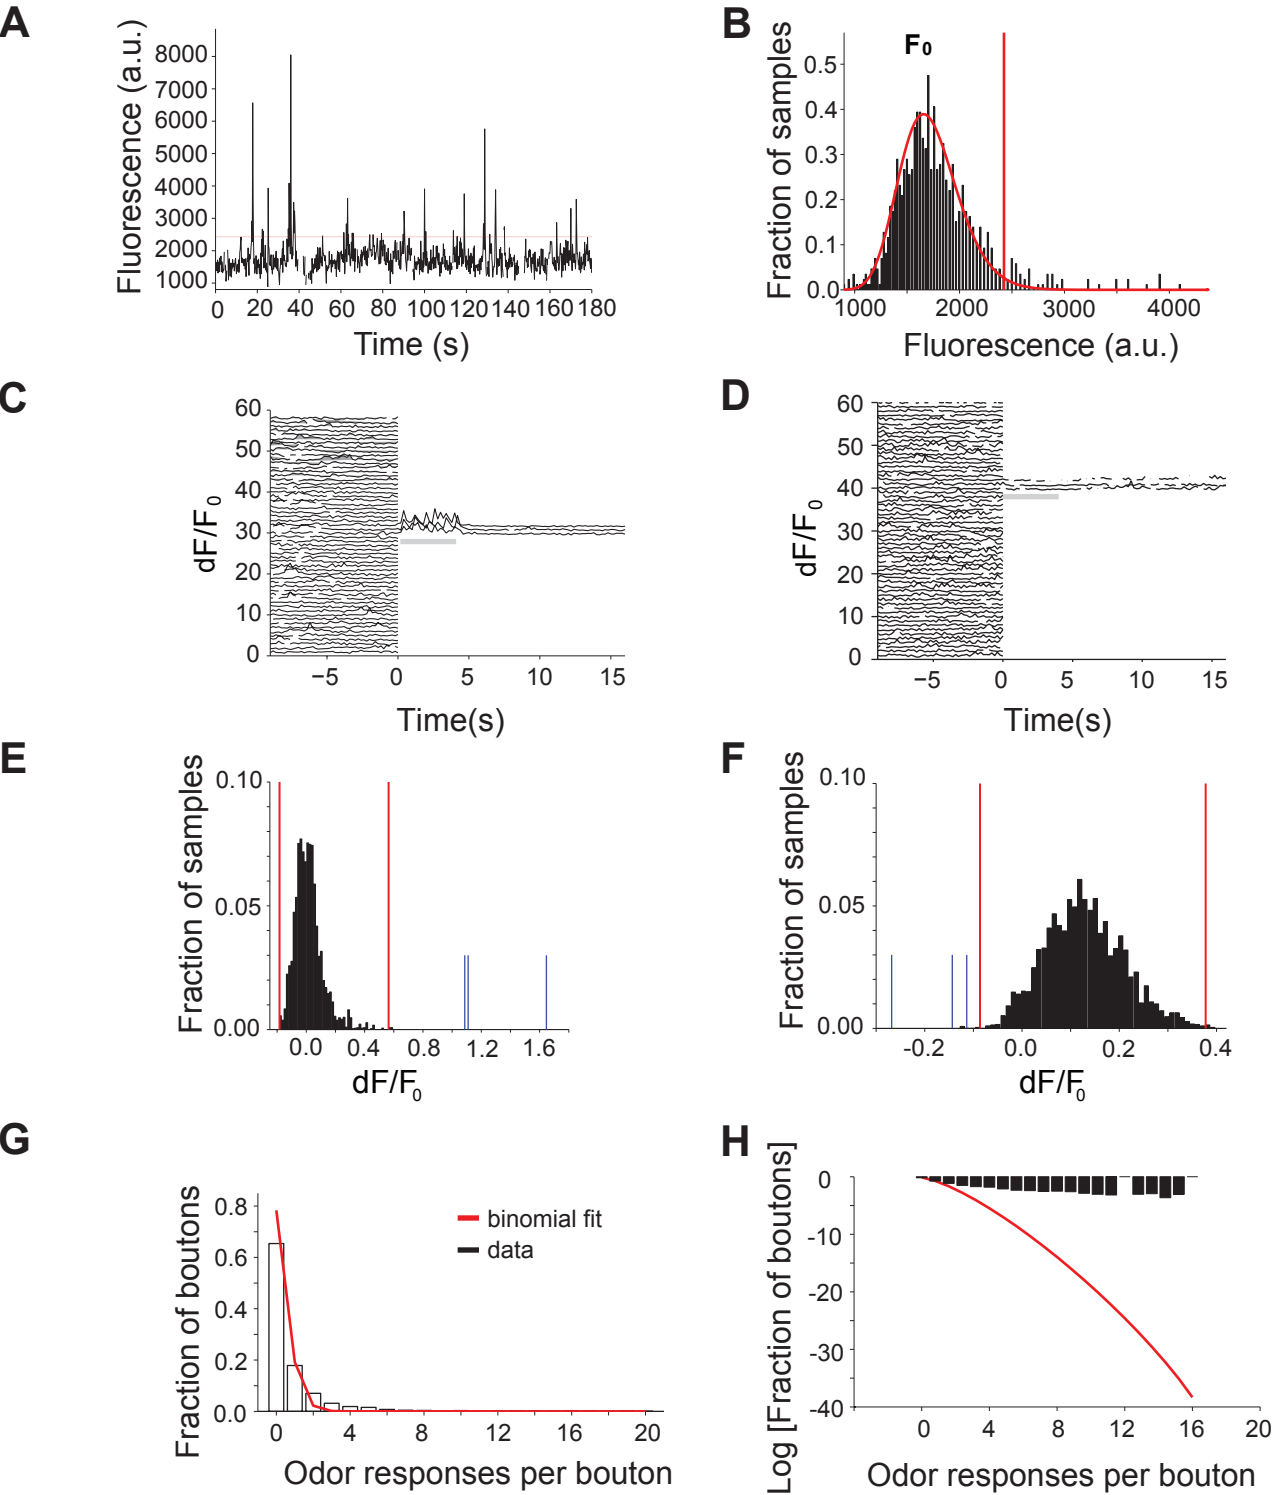 A
Fluorescence (a.u.)
8000
7000
6000
5000
4000
3000
2000
1000
0 20 40 60 80 100 120 140 160 180
Time (s)
B
F0
Fraction of samples
0.5
0.4
0.3
0.2
0.1
0.0
1000 2000 3000 4000
Fluorescence (a.u.)
C
dF/F0
60
50
40
30
20
10
0
−5 0 5 10 15
Time(s)
D
dF/F0
60
50
40
30
20
10
0
−5 0 5 10 15
Time(s)
E
Fraction of samples
0.10
0.05
0.00
0.0 0.4 0.8 1.2 1.6
dF/F0
F
Fraction of samples
0.10
0.05
0.00
-0.2 0.0 0.2 0.4
dF/F0
G
Fraction of boutons
0.8
0.6
0.4
0.2
0.0
binomial fit
data
0 4 8 12 16 20
Odor responses per bouton
H
Log [Fraction of boutons]
0
-10
-20
-30
-40
0 4 8 12 16 20
Odor responses per bouton